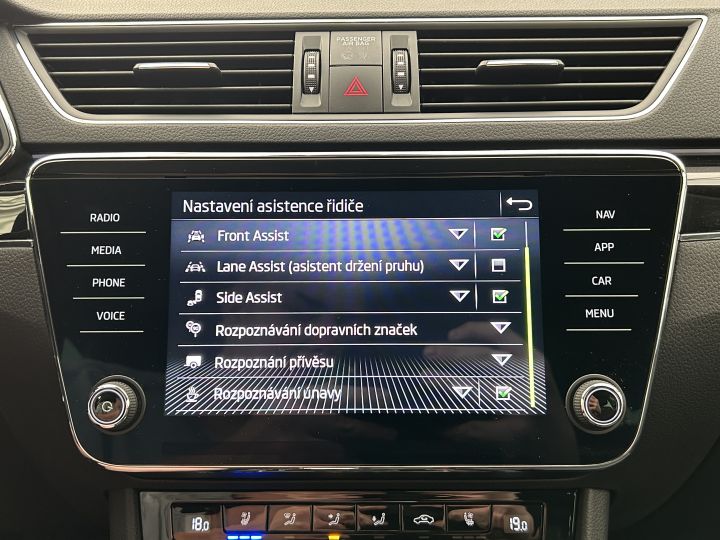 PASSENGER
AIR BAG
Nastavení asistence řidiče
RADIO
MEDIA
PHONE
VOICE
Front Assist
Lane Assist (asistent držení pruhu)
Side Assist
Rozpoznávání dopravních značek
Rozpoznání přívěsu
Rozpoznávání únavy
NAV
APP
CAR
MENU
18.0
19.0